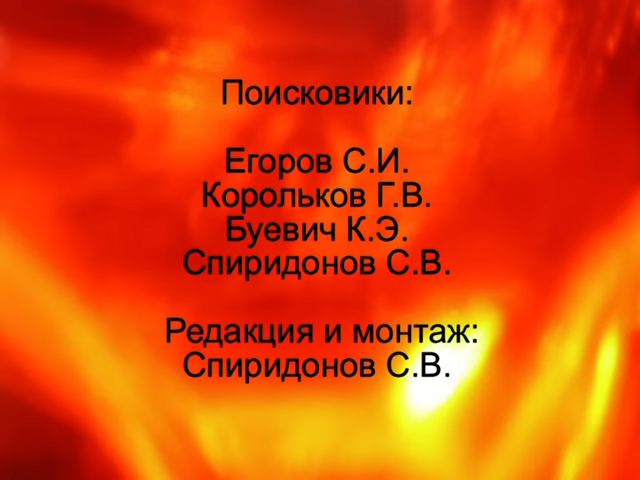 Поисковики:
Егоров С.И.
Корольков Г.В.
Буевич К.Э.
Спиридонов С.В.
Редакция и монтаж:
Спиридонов С.В.